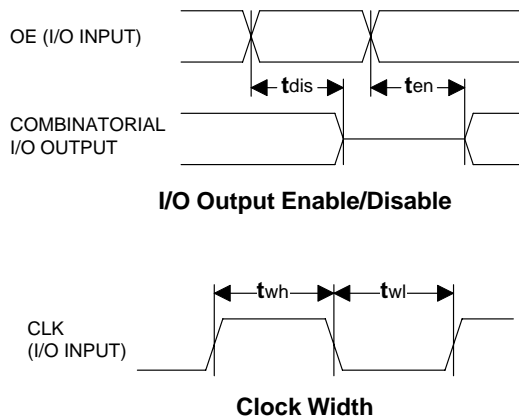 OE (I/O INPUT)
tdis
ten
COMBINATORIAL
I/O OUTPUT
I/O Output Enable/Disable
twh
twl
CLK
(I/O INPUT)
Clock Width